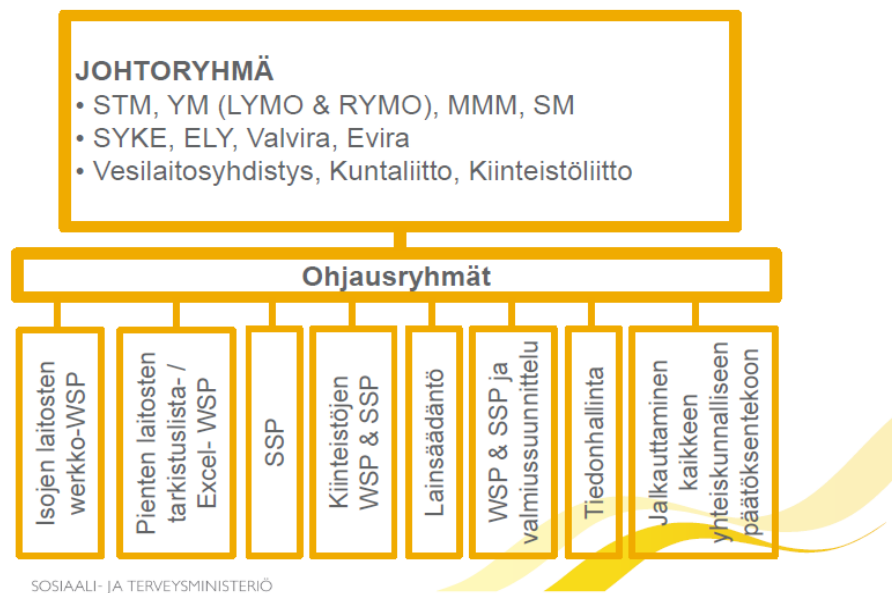 JOHTORYHMÄ
• STM, YM (LYMO & RYMO), MMM, SM
• SYKE, ELY, Valvira, Evira
• Vesilaitosyhdistys, Kuntaliitto, Kiinteistöliitto
Ohjausryhmät
Isojen laitosten
werkko-WSP
Pienten laitosten
tarkistuslista- /
Excel- WSP
SSP
Kiinteistöjen
WSP & SSP
Lainsäädäntö
WSP & SSP ja
valmiussuunnittelu
Tiedonhallinta
Jalkauttaminen
kaikkeen
yhteiskunnalliseen
päätöksentekoon
SOSIAALI- JA TERVEYSMINISTERIÖ